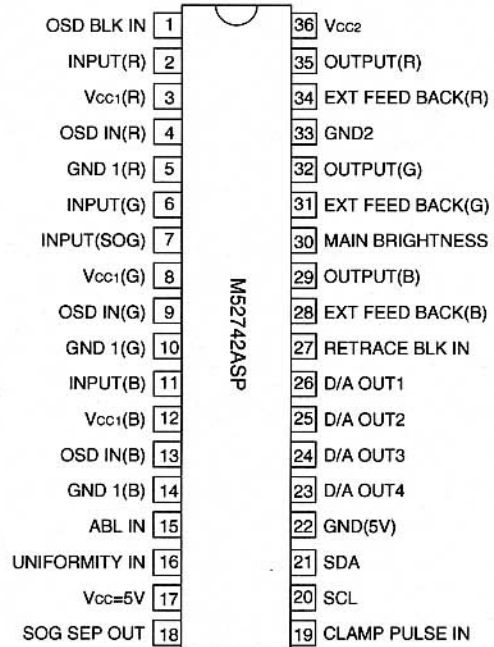 OSD BLK IN 1 36 Vcc2
INPUT(R) 2 35 OUTPUT(R)
Vcc1(R) 3 34 EXT FEED BACK(R)
OSD IN(R) 4 33 GND2
GND 1(R) 5 32 OUTPUT(G)
INPUT(G) 6 31 EXT FEED BACK(G)
INPUT(SOG) 7 30 MAIN BRIGHTNESS
Vcc1(G) 8 29 OUTPUT(B)
OSD IN(G) 9 28 EXT FEED BACK(B)
GND 1(G) 10 27 RETRACE BLK IN
INPUT(B) 11 26 D/A OUT1
Vcc1(B) 12 25 D/A OUT2
OSD IN(B) 13 24 D/A OUT3
GND 1(B) 14 23 D/A OUT4
ABL IN 15 22 GND(5V)
UNIFORMITY IN 16 21 SDA
Vcc=5V 17 20 SCL
SOG SEP OUT 18 19 CLAMP PULSE IN
M52742ASP